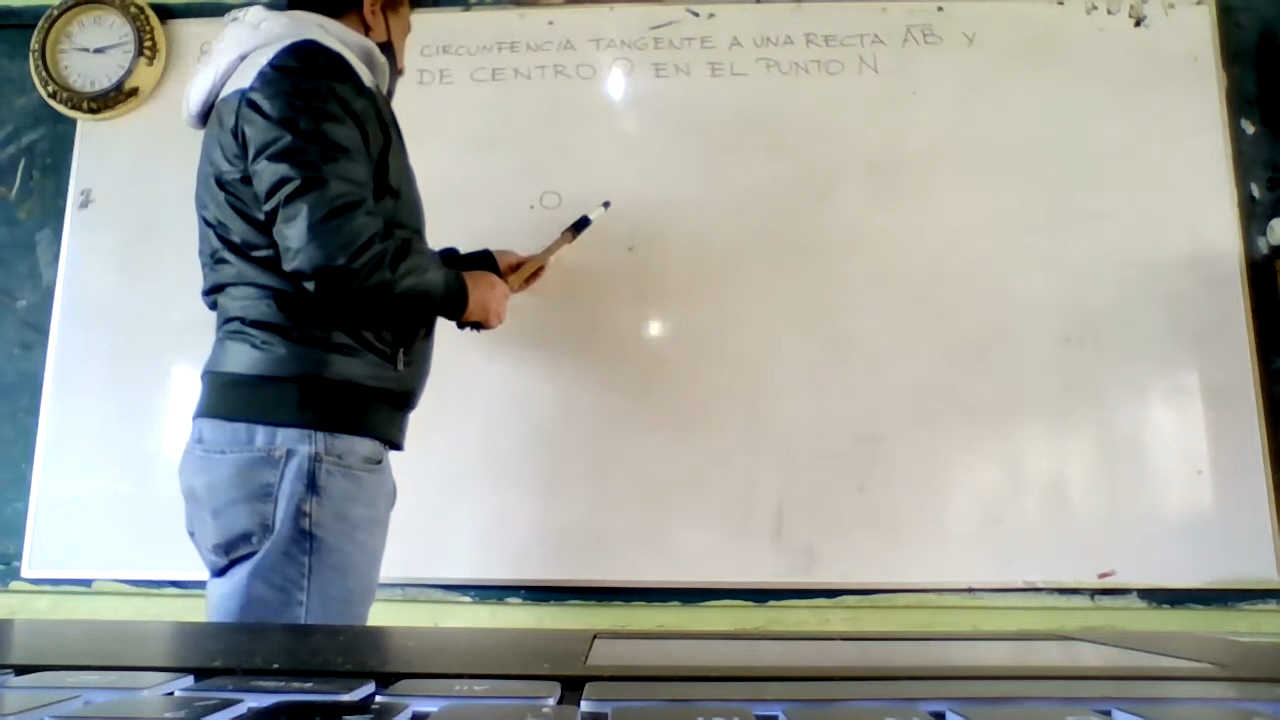 CIRCUNFENCIA TANGENTE A UNA RECTA AB Y
DE CENTRO O EN EL PUNTO N
.O